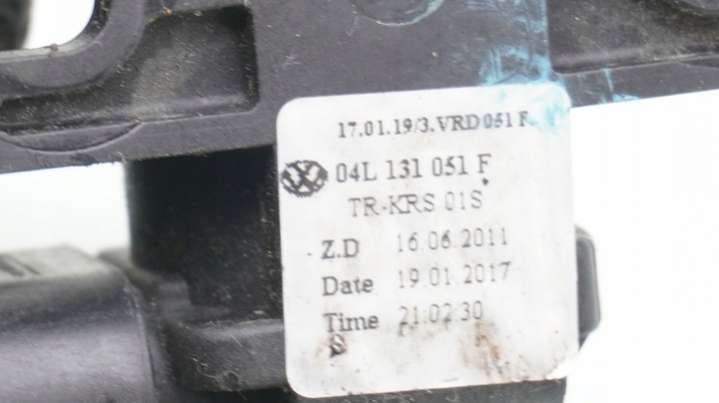 17.01.19/3.VRD 051 F
04L 131 051 F
TR-KRS 01S
Z.D 16 06 2011
Date 19 01 2017
Time 21:02:30